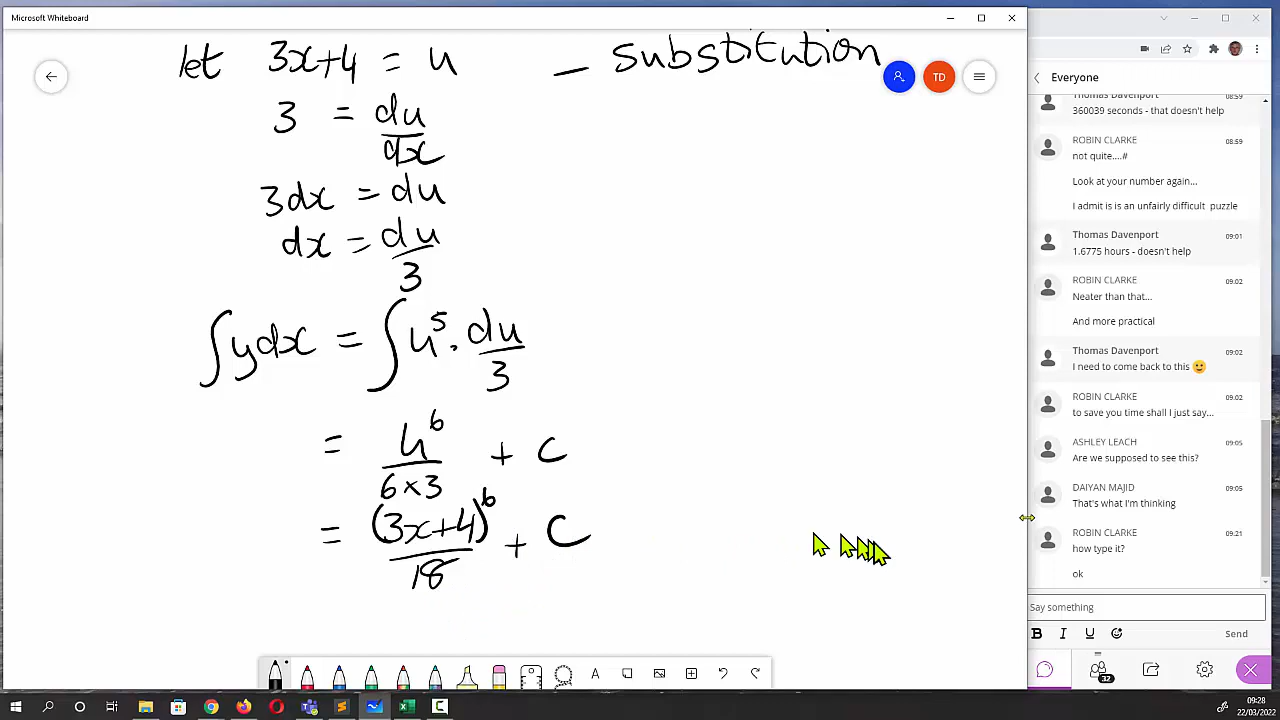 Microsoft Whiteboard
let 3x+4 = u _ substitution
TD
3 = du/dx
3dx = du
dx = du/3
∫ydx = ∫u⁵. du/3
= u⁶/6×3 + c
= (3x+4)⁶/18 + C
A
Everyone
Thomas Davenport 08:59
360039 seconds - that doesn't help
ROBIN CLARKE 08:59
not quite....#
Look at your number again...
I admit is is an unfairly difficult puzzle
Thomas Davenport 09:01
1.6775 hours - doesn't help
ROBIN CLARKE 09:02
Neater than that...
And more practical
Thomas Davenport 09:02
I need to come back to this 😉
ROBIN CLARKE 09:02
to save you time shall I just say...
ASHLEY LEACH 09:05
Are we supposed to see this?
DAIYAN MAJID 09:05
That's what I'm thinking
ROBIN CLARKE 09:21
how type it?
ok
Say something
B I U Send
32
09:28
22/03/2022